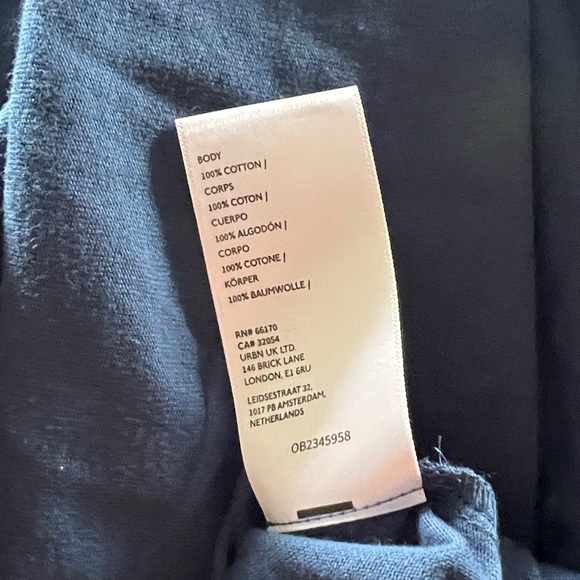 BODY
100% COTTON /
CORPS
100% COTON /
CUERPO
100% ALGODÓN /
CORPO
100% COTONE /
KÖRPER
100% BAUMWOLLE /
RN# 66170
CA# 32054
URBN UK LTD.
146 BRICK LANE
LONDON, E1 6RU
LEIDSESTRAAT 32,
1017 PB AMSTERDAM,
NETHERLANDS
OB2345958